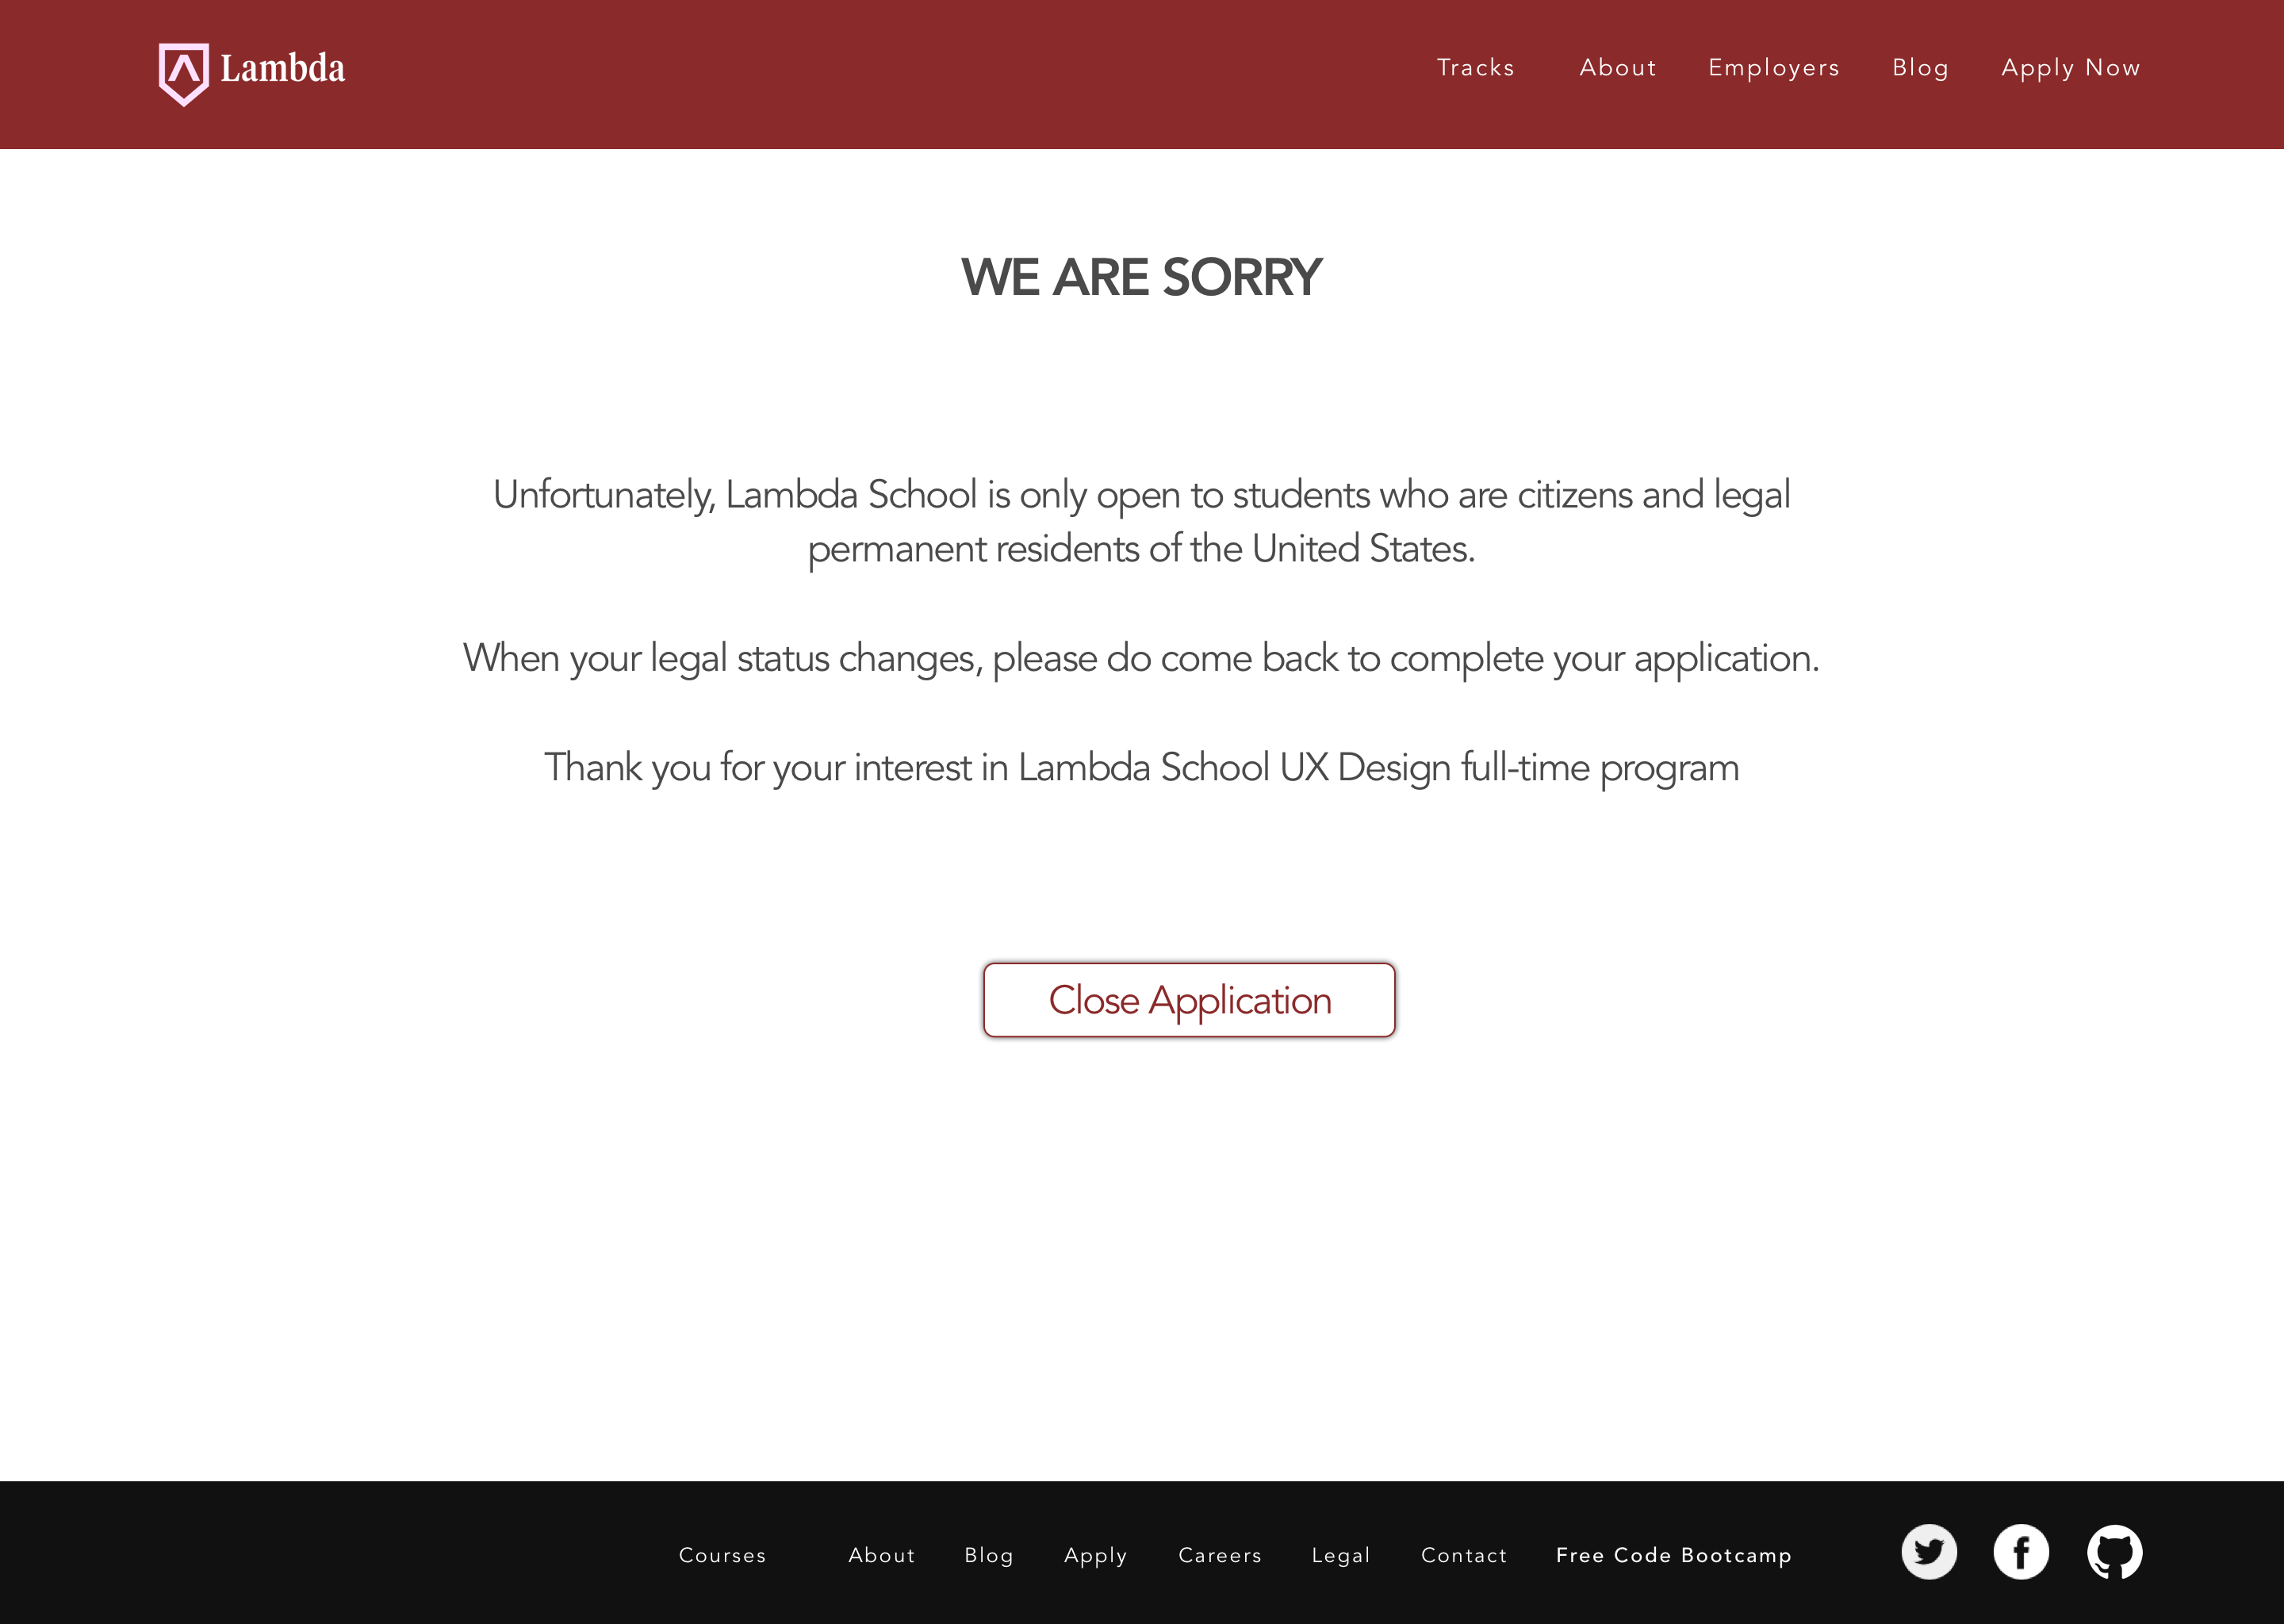 Lambda
Tracks About Employers Blog Apply Now
WE ARE SORRY
Unfortunately, Lambda School is only open to students who are citizens and legal
permanent residents of the United States.
When your legal status changes, please do come back to complete your application.
Thank you for your interest in Lambda School UX Design full-time program
Close Application
Courses About Blog Apply Careers Legal Contact Free Code Bootcamp